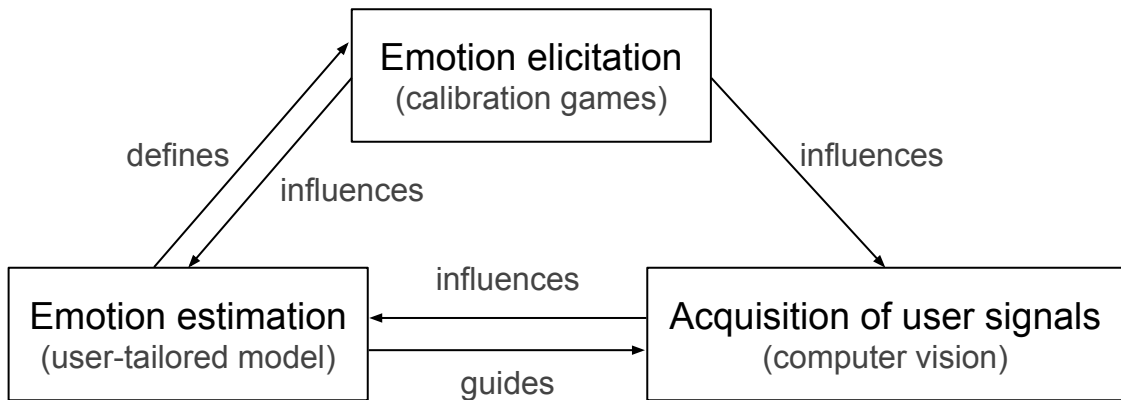 Emotion elicitation
(calibration games)
defines
influences
influences
influences
Emotion estimation
(user-tailored model)
Acquisition of user signals
(computer vision)
guides